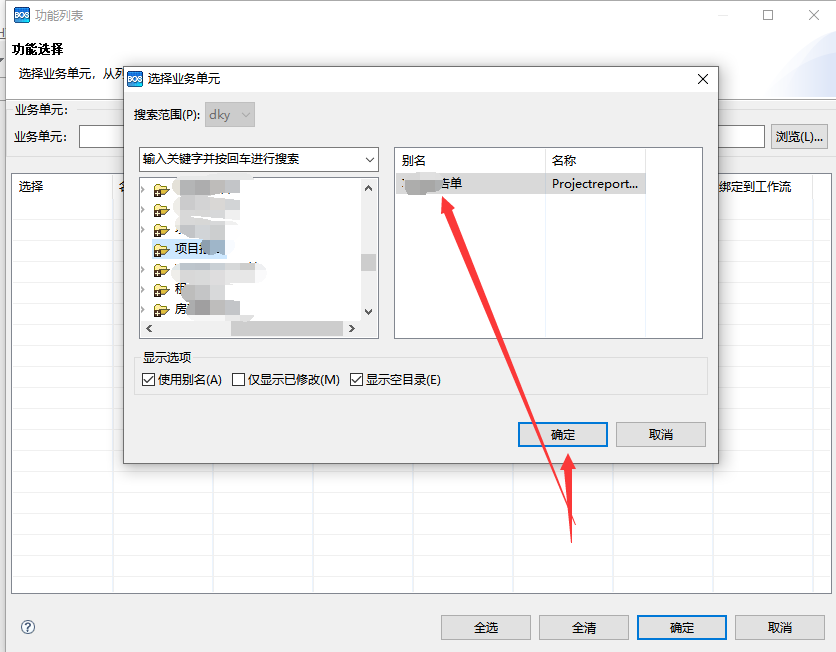 BOS 功能列表
功能选择
选择业务单元，从列
业务单元:
业务单元:
浏览(L)...
选择
绑定到工作流
BOS 选择业务单元
搜索范围(P): dky
输入关键字并按回车进行搜索
项目
租
房
别名 名称
告单 Projectreport...
显示选项
使用别名(A) 仅显示已修改(M) 显示空目录(E)
确定 取消
全选 全清 确定 取消